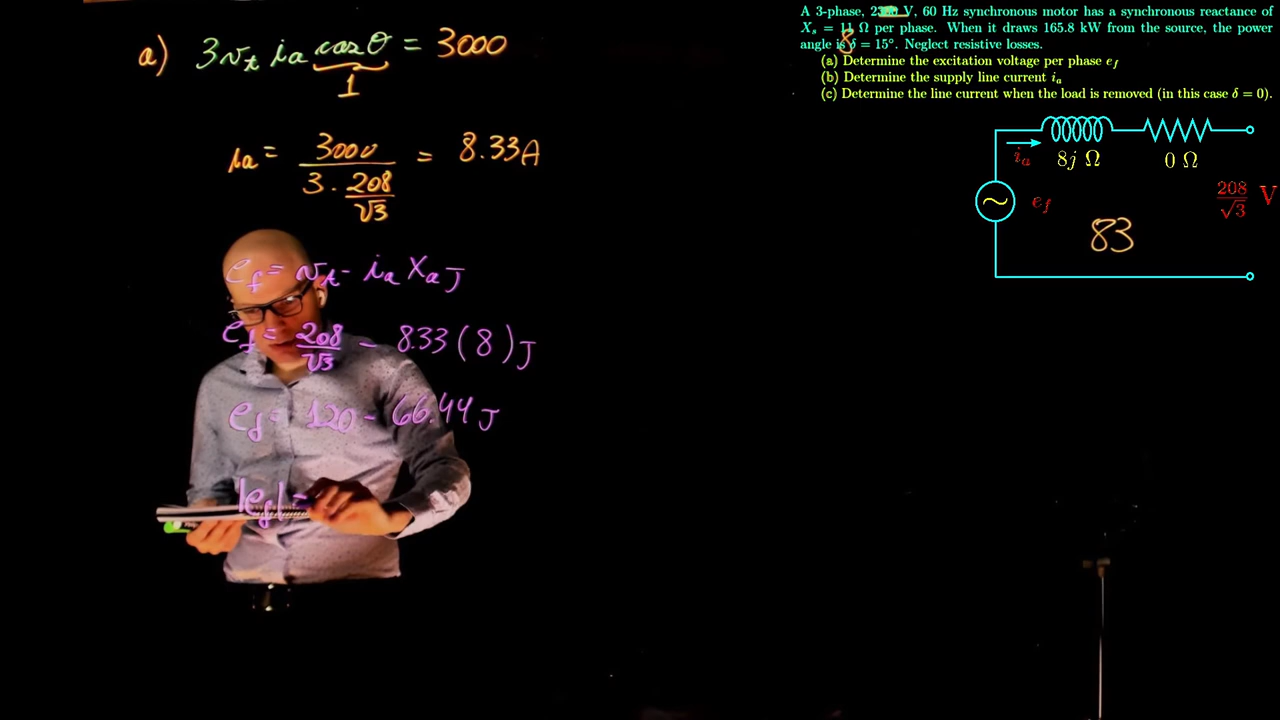 a) 3v_t i_a cosθ = 3000
1
i_a = 3000 / (3 · 208/√3) = 8.33A
e_f = v_t - i_a X_a J
e_f = 208/√3 - 8.33(8)J
e_f = 120 - 66.44J
|e_f| =
A 3-phase, V, 60 Hz synchronous motor has a synchronous reactance of
X_s = 11 Ω per phase. When it draws 165.8 kW from the source, the power
angle is δ = 15°. Neglect resistive losses.
8
(a) Determine the excitation voltage per phase e_f
(b) Determine the supply line current i_a
(c) Determine the line current when the load is removed (in this case δ = 0).
i_a 8j Ω 0 Ω
e_f 208/√3 V
83